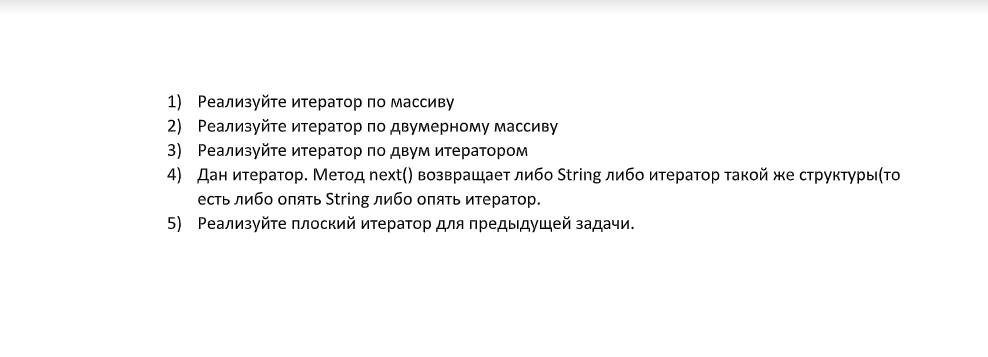 1) Реализуйте итератор по массиву
2) Реализуйте итератор по двумерному массиву
3) Реализуйте итератор по двум итератором
4) Дан итератор. Метод next() возвращает либо String либо итератор такой же структуры(то
есть либо опять String либо опять итератор.
5) Реализуйте плоский итератор для предыдущей задачи.